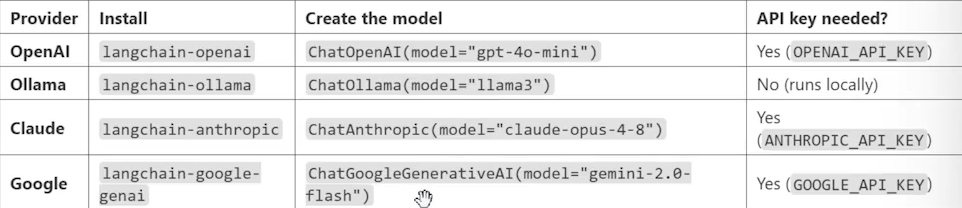 Provider Install Create the model API key needed?
OpenAI langchain-openai ChatOpenAI(model="gpt-4o-mini") Yes (OPENAI_API_KEY)
Ollama langchain-ollama ChatOllama(model="llama3") No (runs locally)
Claude langchain-anthropic ChatAnthropic(model="claude-opus-4-8") Yes
(ANTHROPIC_API_KEY)
Google langchain-google-
genai ChatGoogleGenerativeAI(model="gemini-2.0-
flash") Yes (GOOGLE_API_KEY)